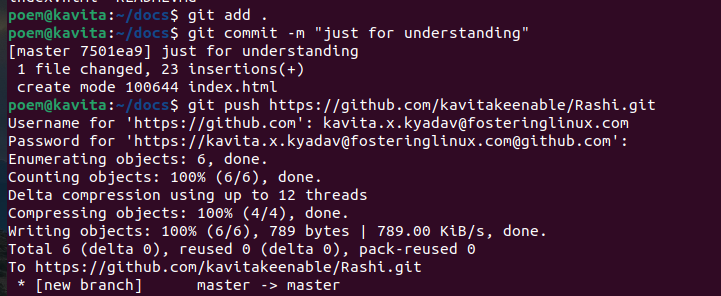 poem@kavita:~/docs$ git add .
poem@kavita:~/docs$ git commit -m "just for understanding"
[master 7501ea9] just for understanding
1 file changed, 23 insertions(+)
create mode 100644 index.html
poem@kavita:~/docs$ git push https://github.com/kavitakeenable/Rashi.git
Username for 'https://github.com': kavita.x.kyadav@fosteringlinux.com
Password for 'https://kavita.x.kyadav@fosteringlinux.com@github.com':
Enumerating objects: 6, done.
Counting objects: 100% (6/6), done.
Delta compression using up to 12 threads
Compressing objects: 100% (4/4), done.
Writing objects: 100% (6/6), 789 bytes | 789.00 KiB/s, done.
Total 6 (delta 0), reused 0 (delta 0), pack-reused 0
To https://github.com/kavitakeenable/Rashi.git
* [new branch]      master -> master